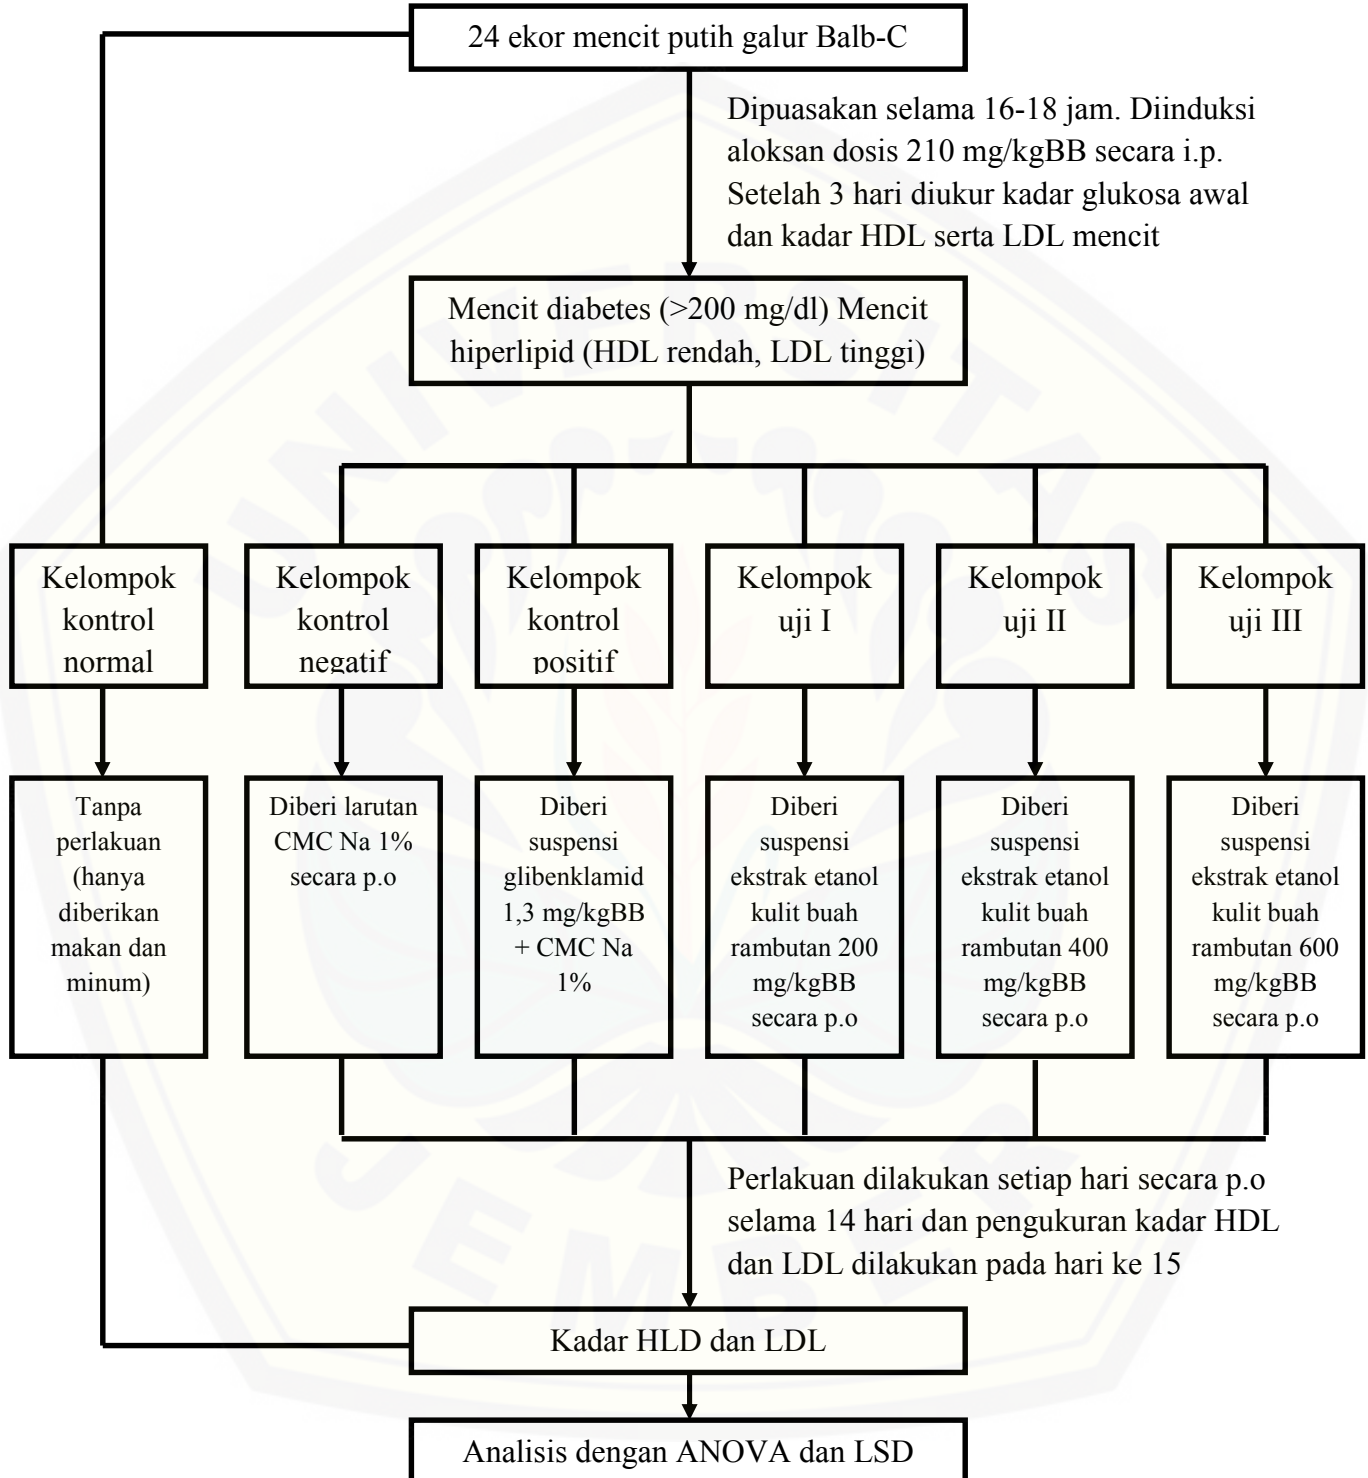 24 ekor mencit putih galur Balb-C
Dipuasakan selama 16-18 jam. Diinduksi
aloksan dosis 210 mg/kgBB secara i.p.
Setelah 3 hari diukur kadar glukosa awal
dan kadar HDL serta LDL mencit
Mencit diabetes (>200 mg/dl) Mencit
hiperlipid (HDL rendah, LDL tinggi)
Kelompok
kontrol
normal
Kelompok
kontrol
negatif
Kelompok
kontrol
positif
Kelompok
uji I
Kelompok
uji II
Kelompok
uji III
Tanpa
perlakuan
(hanya
diberikan
makan dan
minum)
Diberi larutan
CMC Na 1%
secara p.o
Diberi
suspensi
glibenklamid
1,3 mg/kgBB
+ CMC Na
1%
Diberi
suspensi
ekstrak etanol
kulit buah
rambutan 200
mg/kgBB
secara p.o
Diberi
suspensi
ekstrak etanol
kulit buah
rambutan 400
mg/kgBB
secara p.o
Diberi
suspensi
ekstrak etanol
kulit buah
rambutan 600
mg/kgBB
secara p.o
Perlakuan dilakukan setiap hari secara p.o
selama 14 hari dan pengukuran kadar HDL
dan LDL dilakukan pada hari ke 15
Kadar HLD dan LDL
Analisis dengan ANOVA dan LSD
UNIVERSITAS
JEMBER